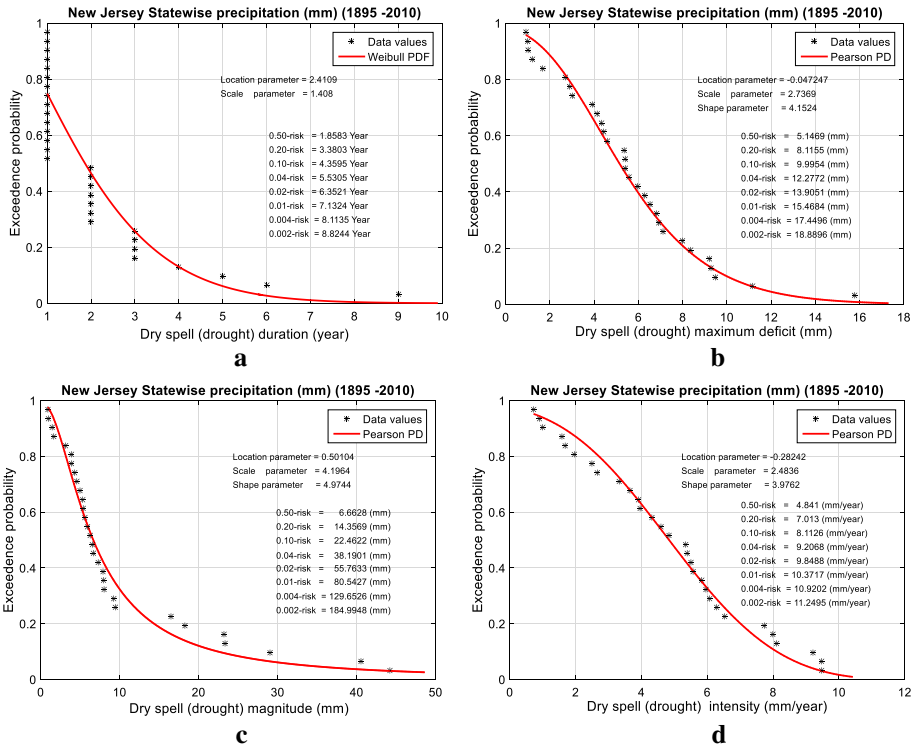 New Jersey Statewise precipitation (mm) (1895 -2010)
1
0.8
0.6
0.4
0.2
0
Exceedence probability
Data values
Weibull PDF
Location parameter = 2.4109
Scale parameter = 1.408
0.50-risk = 1.8583 Year
0.20-risk = 3.3803 Year
0.10-risk = 4.3595 Year
0.04-risk = 5.5305 Year
0.02-risk = 6.3521 Year
0.01-risk = 7.1324 Year
0.004-risk = 8.1135 Year
0.002-risk = 8.8244 Year
1 2 3 4 5 6 7 8 9 10
Dry spell (drought) duration (year)
a
New Jersey Statewise precipitation (mm) (1895 -2010)
1
0.8
0.6
0.4
0.2
0
Exceedence probability
Data values
Pearson PD
Location parameter = -0.047247
Scale parameter = 2.7369
Shape parameter = 4.1524
0.50-risk = 5.1469 (mm)
0.20-risk = 8.1155 (mm)
0.10-risk = 9.9954 (mm)
0.04-risk = 12.2772 (mm)
0.02-risk = 13.9051 (mm)
0.01-risk = 15.4684 (mm)
0.004-risk = 17.4496 (mm)
0.002-risk = 18.8896 (mm)
0 2 4 6 8 10 12 14 16 18
Dry spell (drought) maximum deficit (mm)
b
New Jersey Statewise precipitation (mm) (1895 -2010)
1
0.8
0.6
0.4
0.2
0
Exceedence probability
Data values
Pearson PD
Location parameter = 0.50104
Scale parameter = 4.1964
Shape parameter = 4.9744
0.50-risk = 6.6628 (mm)
0.20-risk = 14.3569 (mm)
0.10-risk = 22.4622 (mm)
0.04-risk = 38.1901 (mm)
0.02-risk = 55.7633 (mm)
0.01-risk = 80.5427 (mm)
0.004-risk = 129.6526 (mm)
0.002-risk = 184.9948 (mm)
0 10 20 30 40 50
Dry spell (drought) magnitude (mm)
c
New Jersey Statewise precipitation (mm) (1895 -2010)
1
0.8
0.6
0.4
0.2
0
Exceedence probability
Data values
Pearson PD
Location parameter = -0.28242
Scale parameter = 2.4836
Shape parameter = 3.9762
0.50-risk = 4.841 (mm/year)
0.20-risk = 7.013 (mm/year)
0.10-risk = 8.1126 (mm/year)
0.04-risk = 9.2068 (mm/year)
0.02-risk = 9.8488 (mm/year)
0.01-risk = 10.3717 (mm/year)
0.004-risk = 10.9202 (mm/year)
0.002-risk = 11.2495 (mm/year)
0 2 4 6 8 10 12
Dry spell (drought) intensity (mm/year)
d